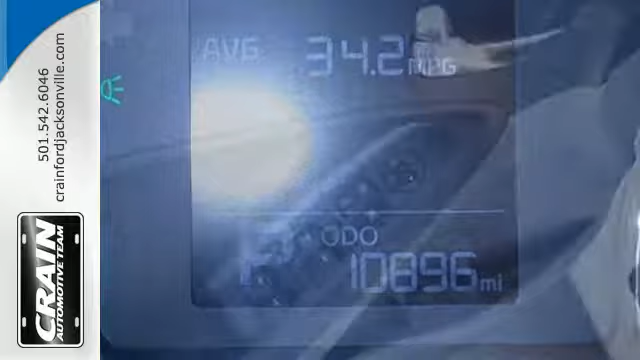 AVG 34.2 MPG
ODO
10896 mi
501.542.6046
crainfordjacksonville.com
CRAIN
AUTOMOTIVE TEAM